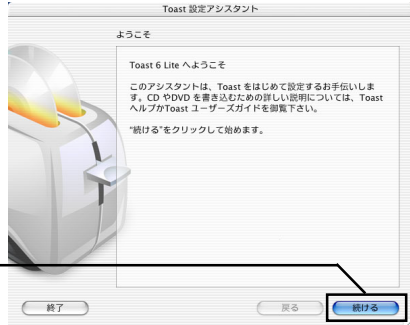 Toast 設定アシスタント
ようこそ
Toast 6 Lite へようこそ
このアシスタントは、Toast をはじめて設定するお手伝いしま
す。CD やDVD を書き込むための詳しい説明については、Toast
ヘルプかToast ユーザーズガイドを御覧下さい。
“続ける”をクリックして始めます。
終了
戻る
続ける